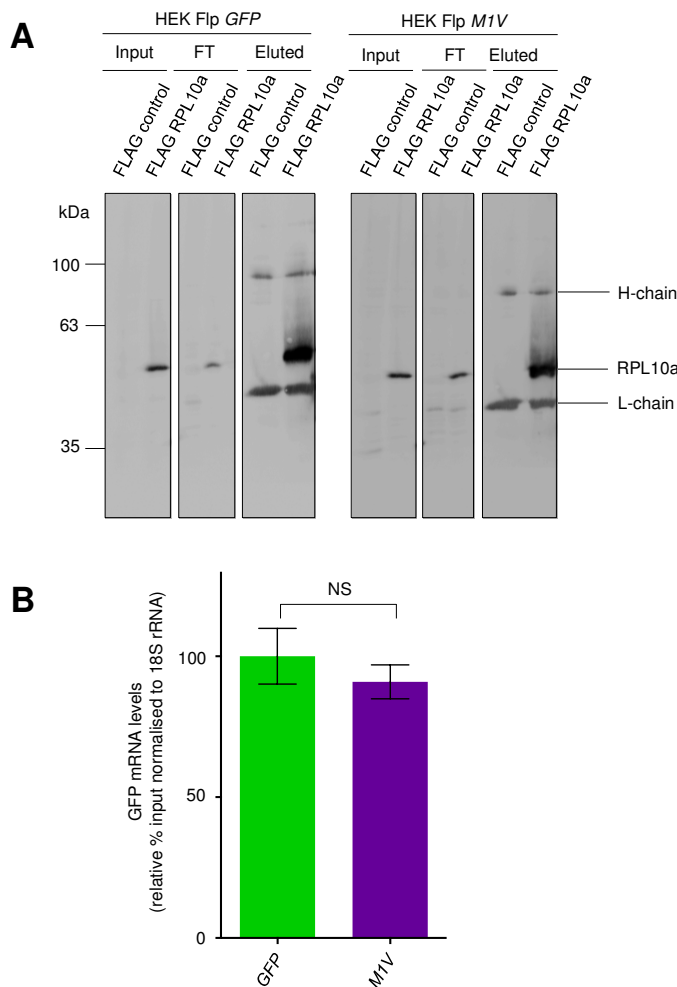 A
HEK Flp GFP
HEK Flp M1V
Input FT Eluted
Input FT Eluted
FLAG control
FLAG RPL10a
FLAG control
FLAG RPL10a
FLAG control
FLAG RPL10a
FLAG control
FLAG RPL10a
FLAG control
FLAG RPL10a
FLAG control
FLAG RPL10a
kDa
100
63
35
H-chain
RPL10a
L-chain
B
NS
GFP mRNA levels
(relative % input normalised to 18S rRNA)
100
50
0
GFP
M1V